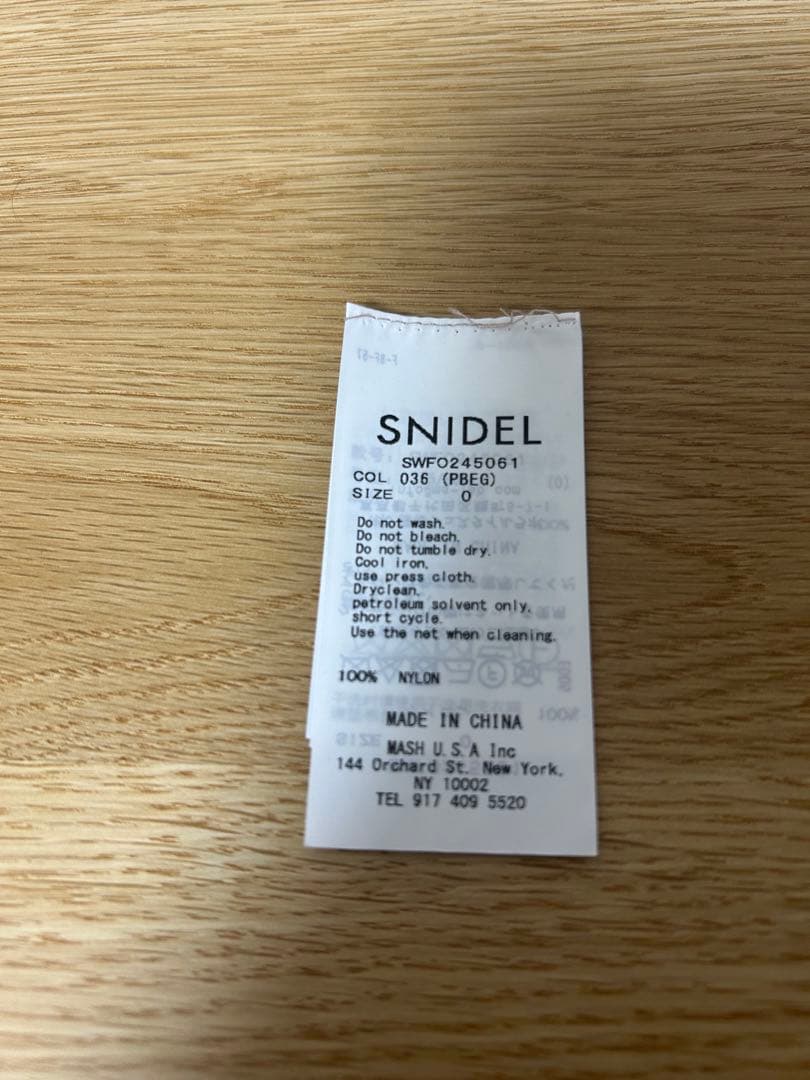 SNIDEL
SWFO245061
COL 036 (PBEG)
SIZE 0
Do not wash.
Do not bleach.
Do not tumble dry.
Cool iron.
use press cloth.
Dryclean.
petroleum solvent only.
short cycle.
Use the net when cleaning.
100% NYLON
MADE IN CHINA
MASH U.S.A Inc
144 Orchard St. New York.
NY 10002
TEL 917 409 5520